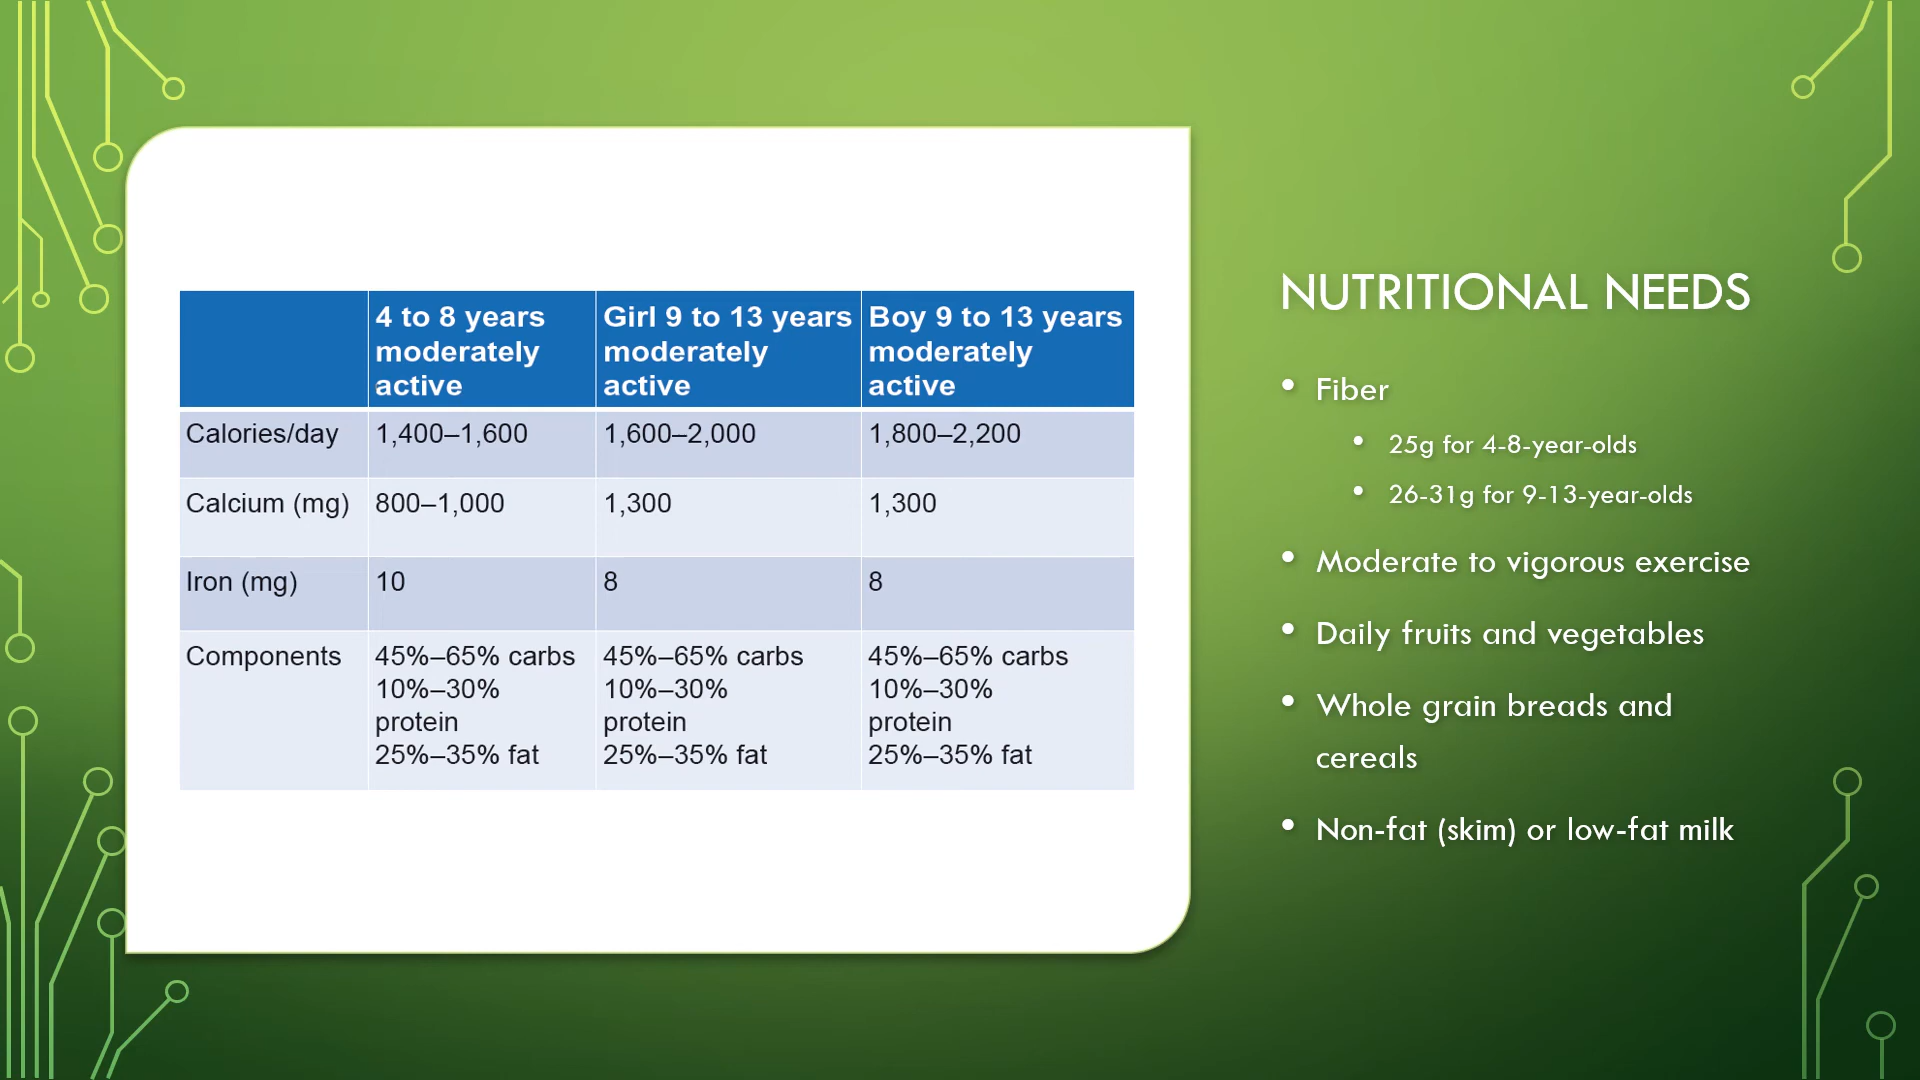 4 to 8 years moderately active
Girl 9 to 13 years moderately active
Boy 9 to 13 years moderately active
Calories/day 1,400–1,600 1,600–2,000 1,800–2,200
Calcium (mg) 800–1,000 1,300 1,300
Iron (mg) 10 8 8
Components 45%–65% carbs 45%–65% carbs 45%–65% carbs
10%–30% 10%–30% 10%–30%
protein protein protein
25%–35% fat 25%–35% fat 25%–35% fat
NUTRITIONAL NEEDS
• Fiber
• 25g for 4-8-year-olds
• 26-31g for 9-13-year-olds
• Moderate to vigorous exercise
• Daily fruits and vegetables
• Whole grain breads and
cereals
• Non-fat (skim) or low-fat milk